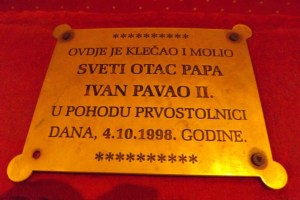 **********
OVDJE JE KLEČAO I MOLIO
SVETI OTAC PAPA
IVAN PAVAO II.
U POHODU PRVOSTOLNICI
DANA, 4.10.1998. GODINE.
**********